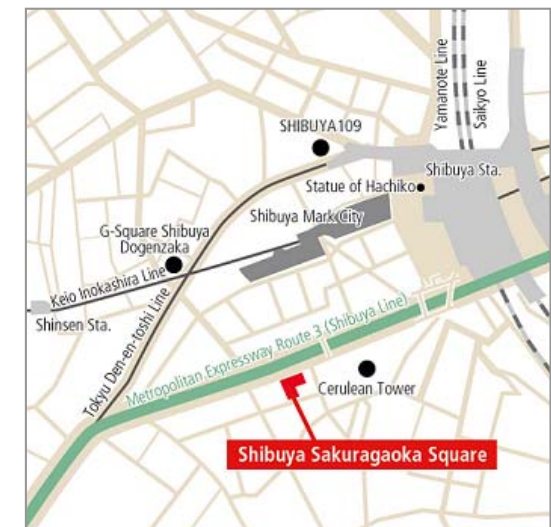 Yamanote Line
Saikyo Line
SHIBUYA109
Shibuya Sta.
Statue of Hachiko
Shibuya Mark City
G-Square Shibuya
Dogenzaka
Keio Inokashira Line
Shinsen Sta.
Tokyu Den-en-toshi Line
Metropolitan Expressway Route 3 (Shibuya Line)
Cerulean Tower
Shibuya Sakuragaoka Square